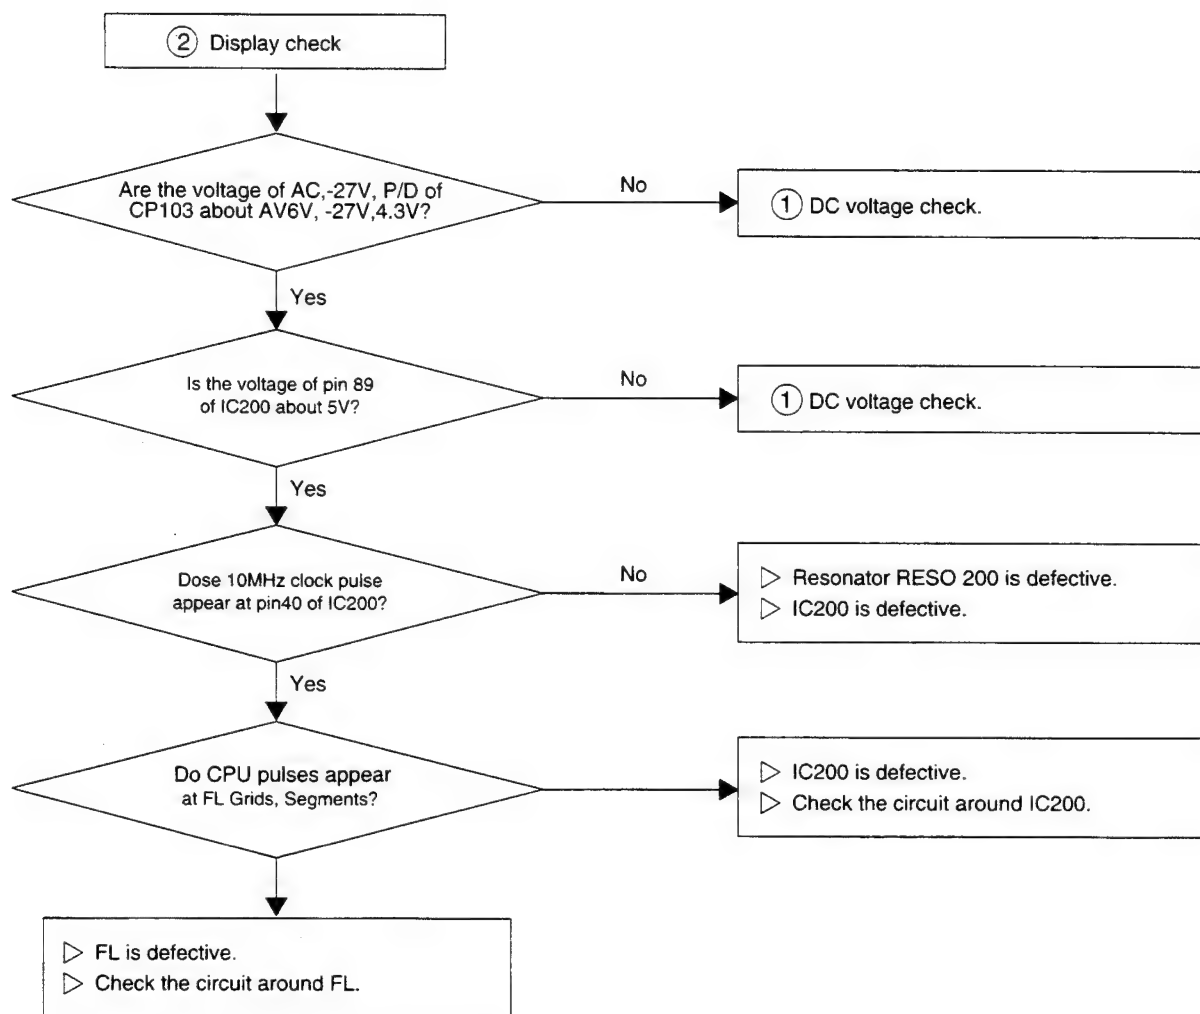 ② Display check
Are the voltage of AC,-27V, P/D of
CP103 about AV6V, -27V,4.3V?
No
① DC voltage check.
Yes
Is the voltage of pin 89
of IC200 about 5V?
No
① DC voltage check.
Yes
Dose 10MHz clock pulse
appear at pin40 of IC200?
No
▷ Resonator RESO 200 is defective.
▷ IC200 is defective.
Yes
Do CPU pulses appear
at FL Grids, Segments?
▷ IC200 is defective.
▷ Check the circuit around IC200.
▷ FL is defective.
▷ Check the circuit around FL.